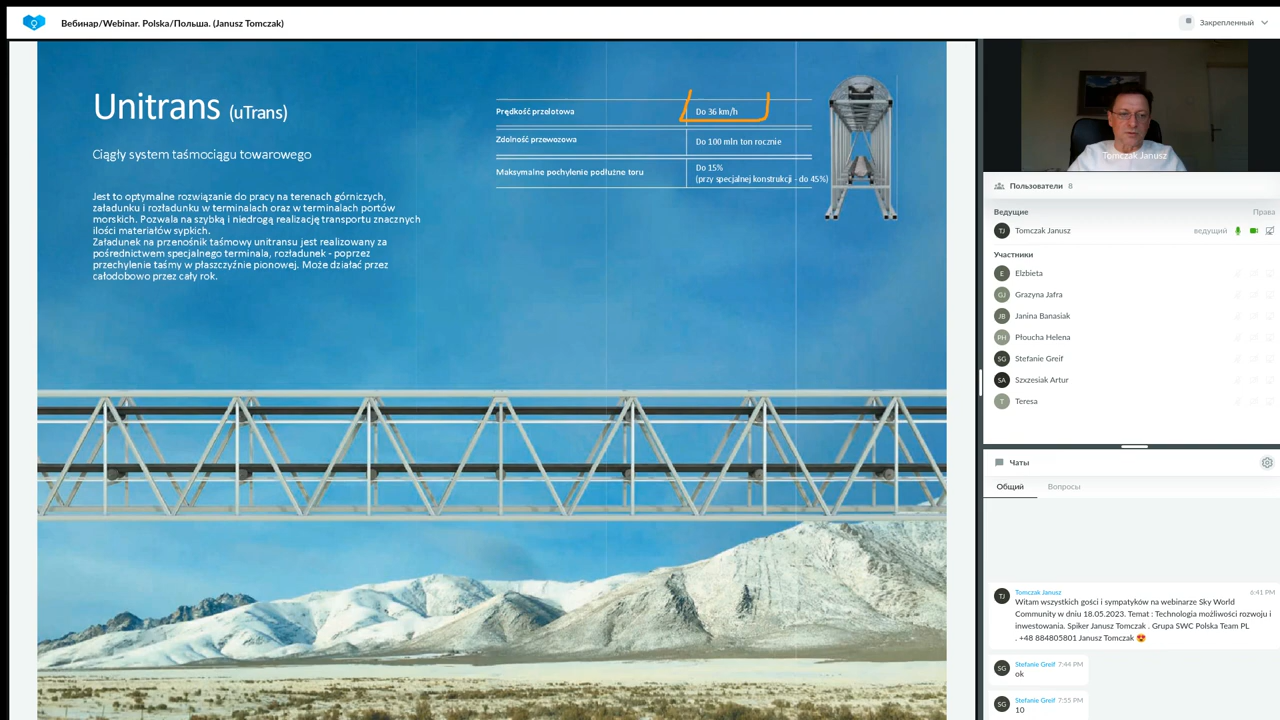 Вебинар/Webinar. Polska/Польша. (Janusz Tomczak)
Закрепленный
Unitrans (uTrans)
Ciągły system taśmociągu towarowego
Jest to optymalne rozwiązanie do pracy na terenach górniczych,
załadunku i rozładunku w terminalach oraz w terminalach portów
morskich. Pozwala na szybką i niedrogą realizację transportu znacznych
ilości materiałów sypkich.
Załadunek na przenośnik taśmowy unitransu jest realizowany za
pośrednictwem specjalnego terminala, rozładunek - poprzez
przechylenie taśmy w płaszczyźnie pionowej. Może działać przez
całodobowo przez cały rok.
Prędkość przelotowa
Do 36 km/h
Zdolność przewozowa
Do 100 mln ton rocznie
Maksymalne pochylenie podłużne toru
Do 15%
(przy specjalnej konstrukcji - do 45%)
Tomczak Janusz
Пользователи 8
Ведущие
Права
TJ Tomczak Janusz ведущий
Участники
E Elzbieta
GJ Grazyna Jafra
JB Janina Banasiak
PH Płoucha Helena
SG Stefanie Greif
SA Szxzesiak Artur
T Teresa
Чаты
Общий Вопросы
TJ Tomczak Janusz 6:41 PM
Witam wszystkich gości i sympatyków na webinarze Sky World
Community w dniu 18.05.2023. Temat : Technologia możliwości rozwoju i
inwestowania. Spiker Janusz Tomczak . Grupa SWC Polska Team PL
. +48 884805801 Janusz Tomczak 😍
SG Stefanie Greif 7:44 PM
ok
SG Stefanie Greif 7:55 PM
10